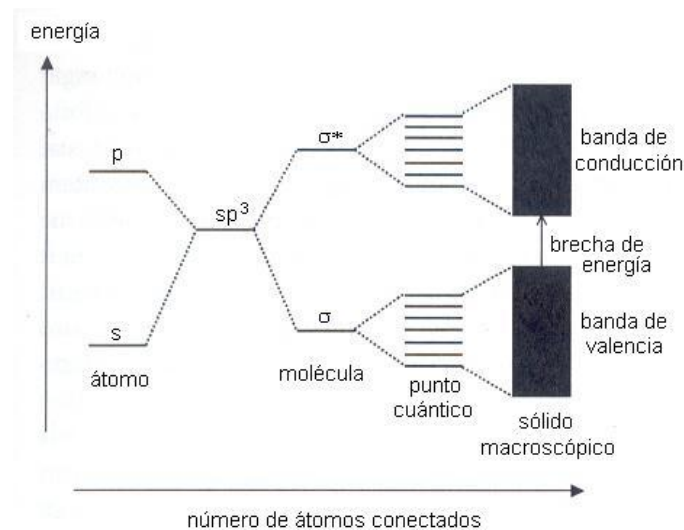 energía
p
s
átomo
sp³
σ*
σ
molécula
punto
cuántico
banda de
conducción
brecha de
energía
banda de
valencia
sólido
macroscópico
número de átomos conectados